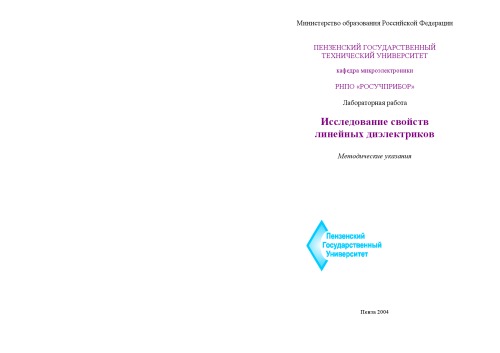 Министерство образования Российской Федерации
ПЕНЗЕНСКИЙ ГОСУДАРСТВЕННЫЙ
ТЕХНИЧЕСКИЙ УНИВЕРСИТЕТ
кафедра микроэлектроники
РНПО «РОСУЧПРИБОР»
Лабораторная работа
Исследование свойств
линейных диэлектриков
Методические указания
Пензенский
Государственный
Университет
Пенза 2004